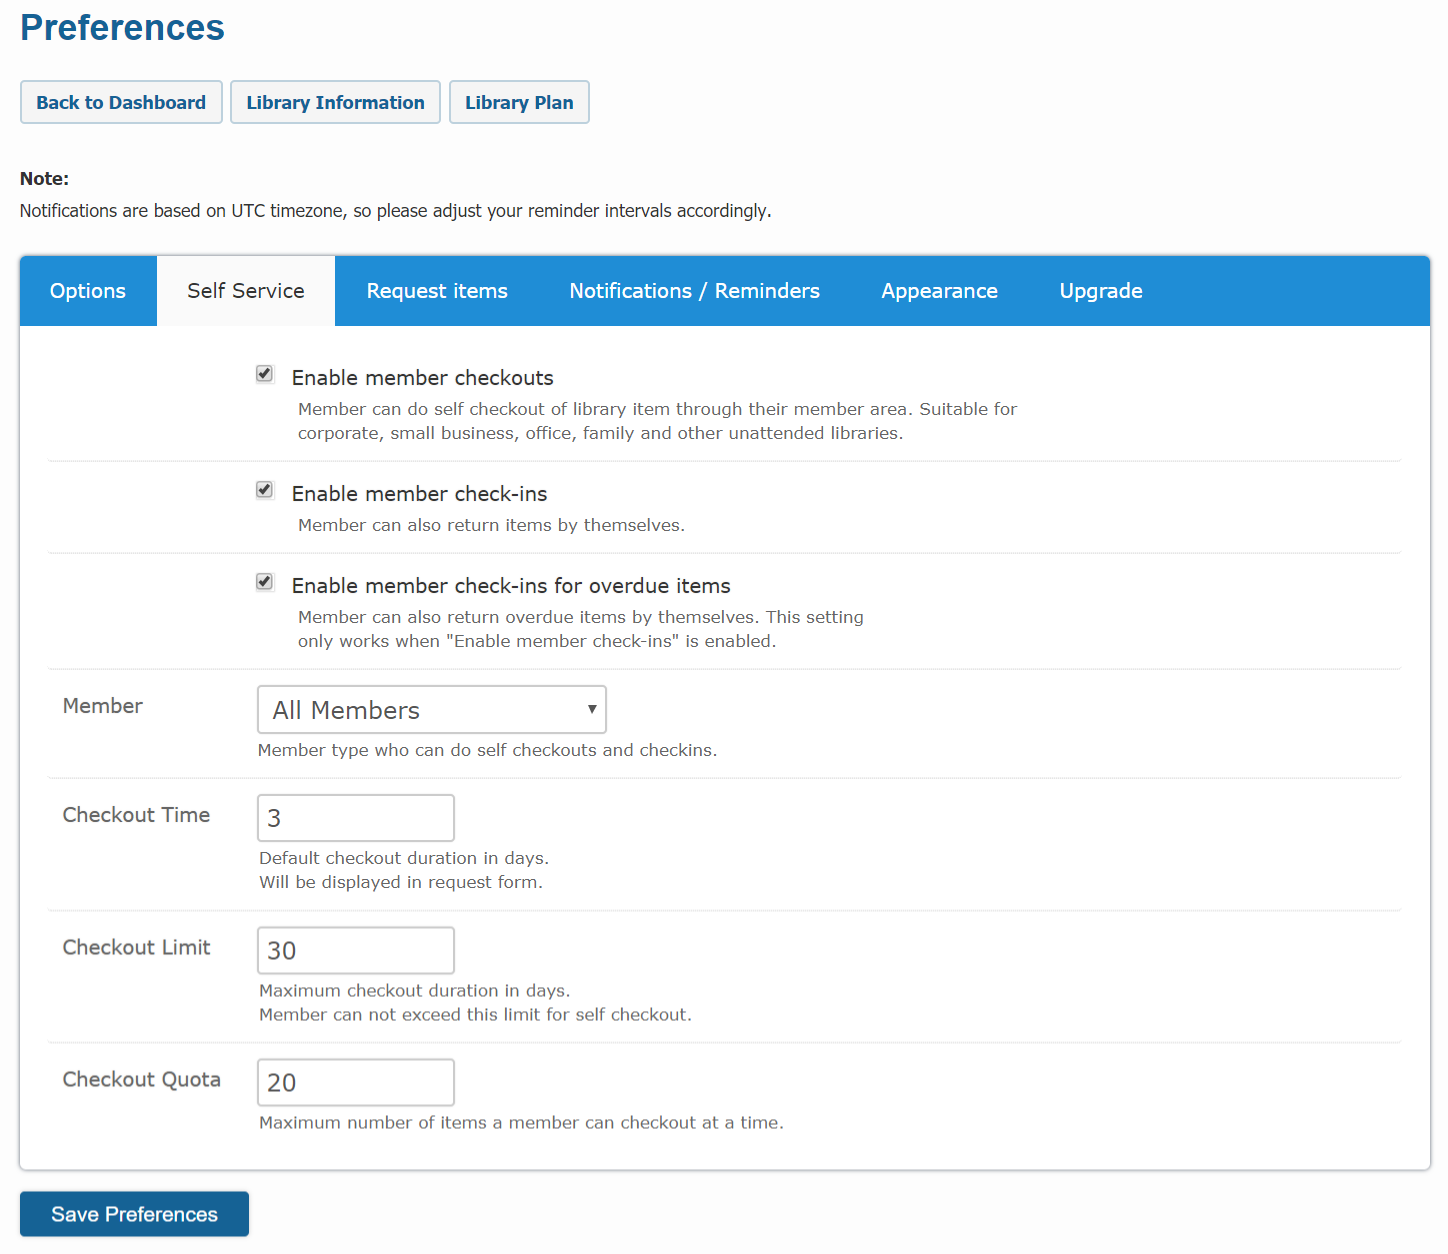 Preferences
Back to Dashboard Library Information Library Plan
Note:
Notifications are based on UTC timezone, so please adjust your reminder intervals accordingly.
Options Self Service Request items Notifications / Reminders Appearance Upgrade
Enable member checkouts
Member can do self checkout of library item through their member area. Suitable for
corporate, small business, office, family and other unattended libraries.
Enable member check-ins
Member can also return items by themselves.
Enable member check-ins for overdue items
Member can also return overdue items by themselves. This setting
only works when "Enable member check-ins" is enabled.
Member All Members
Member type who can do self checkouts and checkins.
Checkout Time 3
Default checkout duration in days.
Will be displayed in request form.
Checkout Limit 30
Maximum checkout duration in days.
Member can not exceed this limit for self checkout.
Checkout Quota 20
Maximum number of items a member can checkout at a time.
Save Preferences